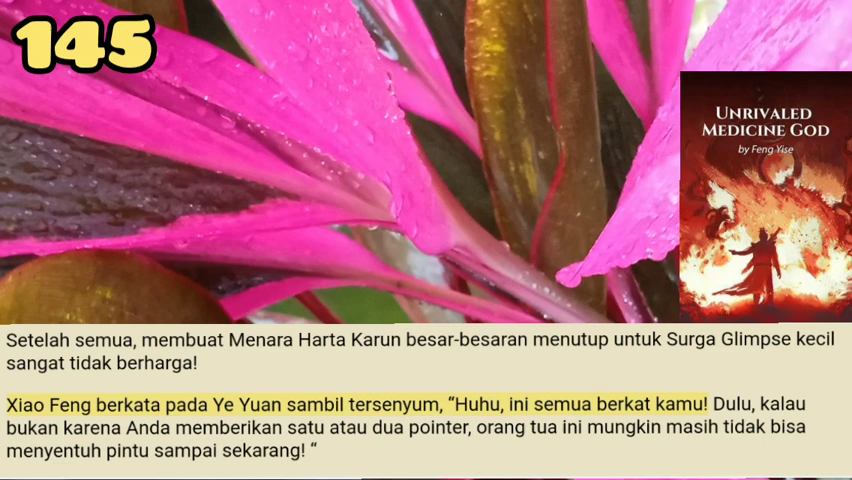 145
UNRIVALED
MEDICINE GOD
by Feng Yise
Setelah semua, membuat Menara Harta Karun besar-besaran menutup untuk Surga Glimpse kecil
sangat tidak berharga!
Xiao Feng berkata pada Ye Yuan sambil tersenyum, “Huhu, ini semua berkat kamu! Dulu, kalau
bukan karena Anda memberikan satu atau dua pointer, orang tua ini mungkin masih tidak bisa
menyentuh pintu sampai sekarang! “